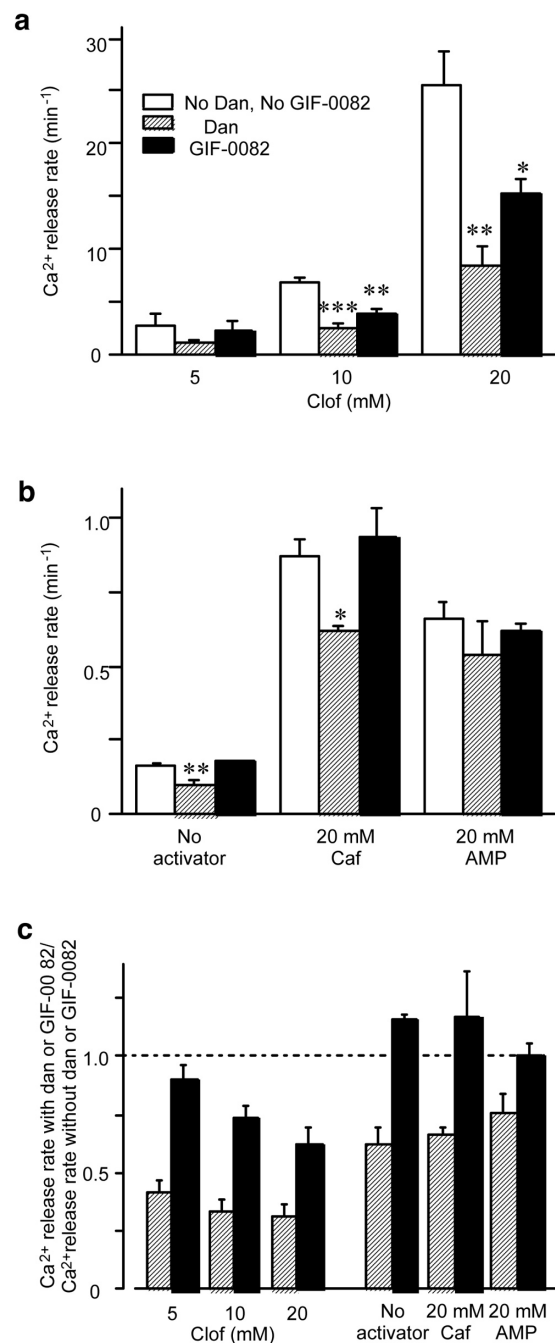 a
30
20
10
0
Ca²⁺ release rate (min⁻¹)
No Dan, No GIF-0082
Dan
GIF-0082
***
**
**
*
5
10
20
Clof (mM)
b
1.0
0.5
0
Ca²⁺ release rate (min⁻¹)
**
*
No
activator
20 mM
Caf
20 mM
AMP
c
Ca²⁺ release rate with dan or GIF-00 82/
Ca²⁺release rate without dan or GIF-0082
1.0
0.5
0
5
10
20
Clof (mM)
No
activator
20 mM
Caf
20 mM
AMP